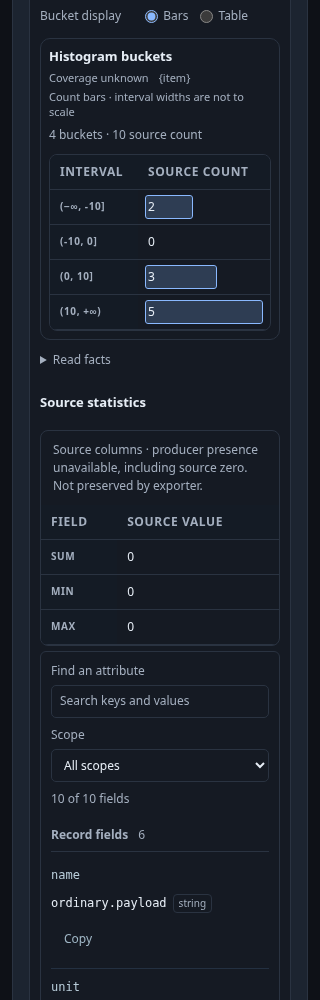 Bucket display Bars Table
Histogram buckets
Coverage unknown {item}
Count bars · interval widths are not to
scale
4 buckets · 10 source count
INTERVAL SOURCE COUNT
(−∞, -10] 2
(-10, 0] 0
(0, 10] 3
(10, +∞) 5
Read facts
Source statistics
Source columns · producer presence
unavailable, including source zero.
Not preserved by exporter.
FIELD SOURCE VALUE
SUM 0
MIN 0
MAX 0
Find an attribute
Search keys and values
Scope
All scopes
10 of 10 fields
Record fields 6
name
ordinary.payload string
Copy
unit